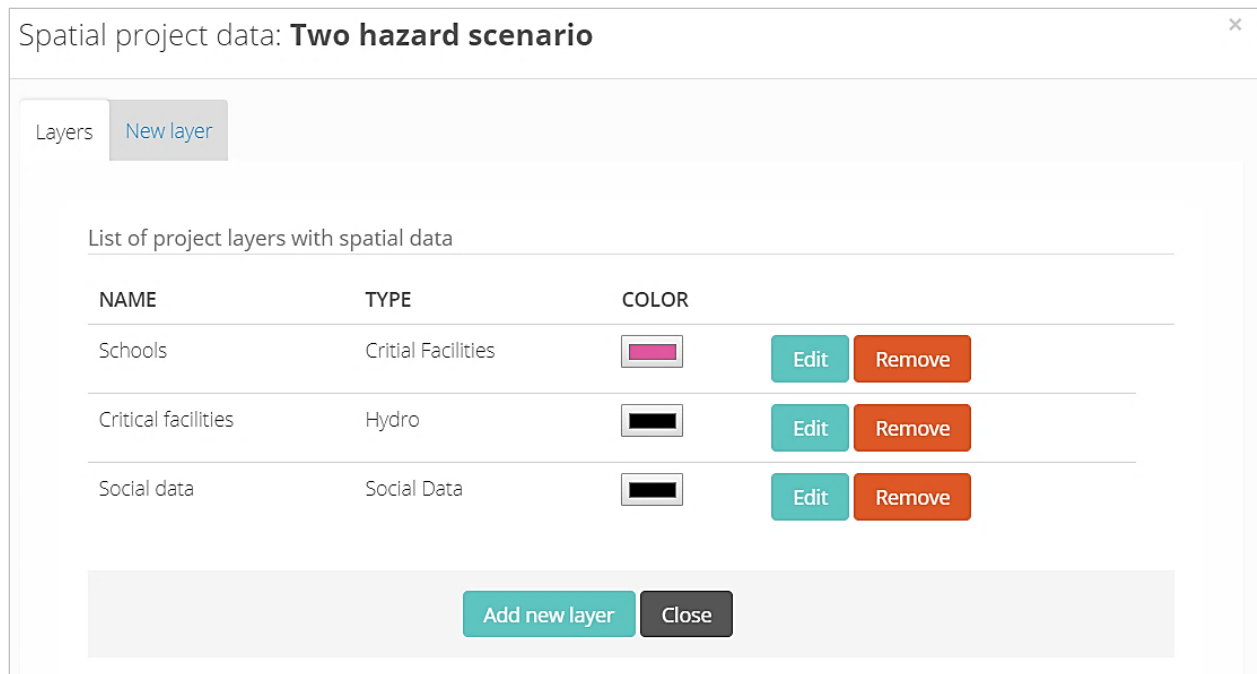 Spatial project data: Two hazard scenario ×
Layers New layer
List of project layers with spatial data
NAME TYPE COLOR
Schools Critial Facilities Edit Remove
Critical facilities Hydro Edit Remove
Social data Social Data Edit Remove
Add new layer Close